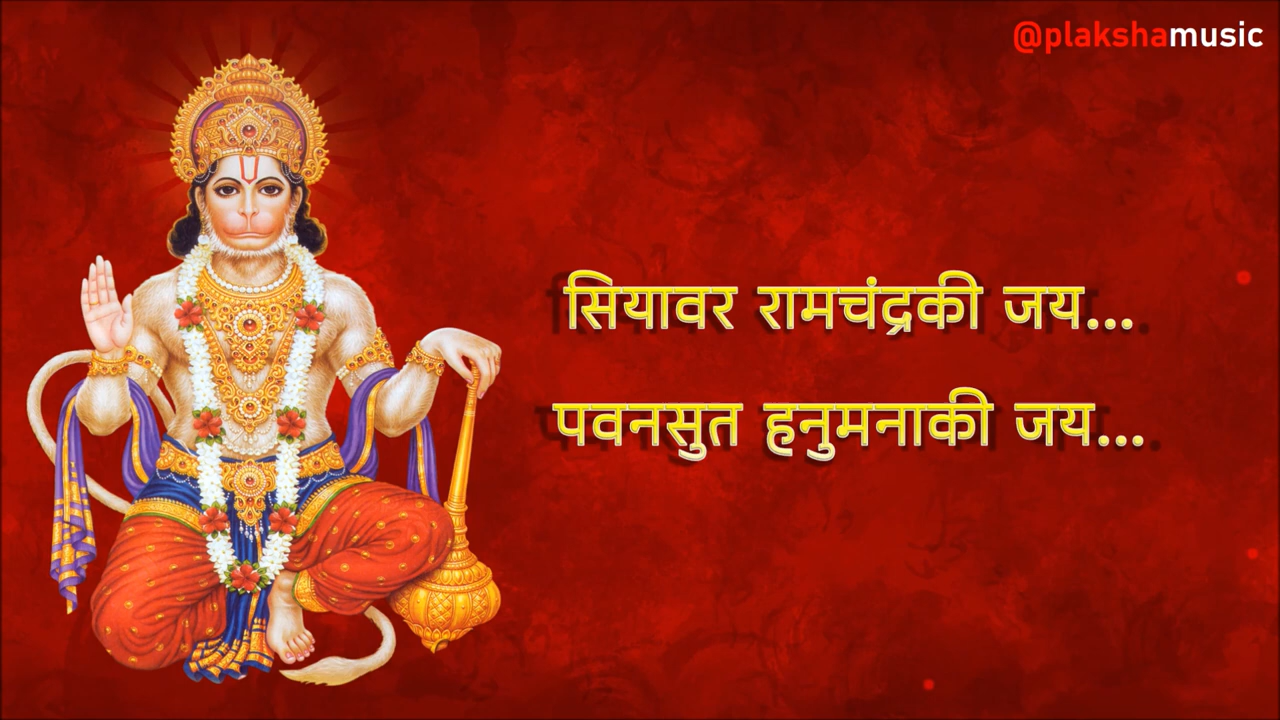 @plakshamusic
सियावर रामचंद्रकी जय...
पवनसुत हनुमनाकी जय...